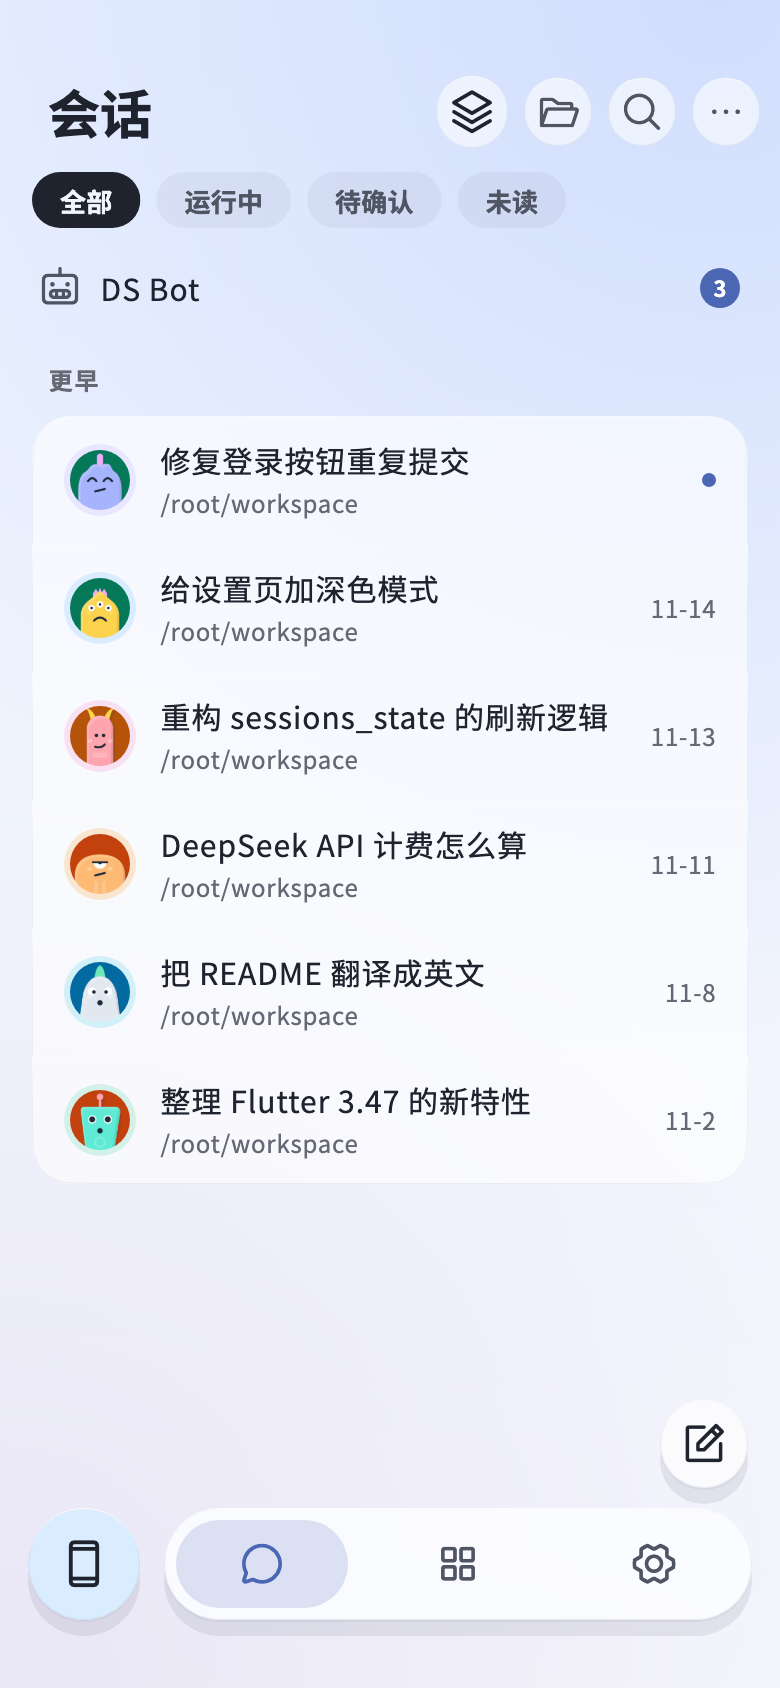 会话
全部 运行中 待确认 未读
DS Bot 3
更早
修复登录按钮重复提交
/root/workspace
给设置页加深色模式
/root/workspace
11-14
重构 sessions_state 的刷新逻辑
/root/workspace
11-13
DeepSeek API 计费怎么算
/root/workspace
11-11
把 README 翻译成英文
/root/workspace
11-8
整理 Flutter 3.47 的新特性
/root/workspace
11-2